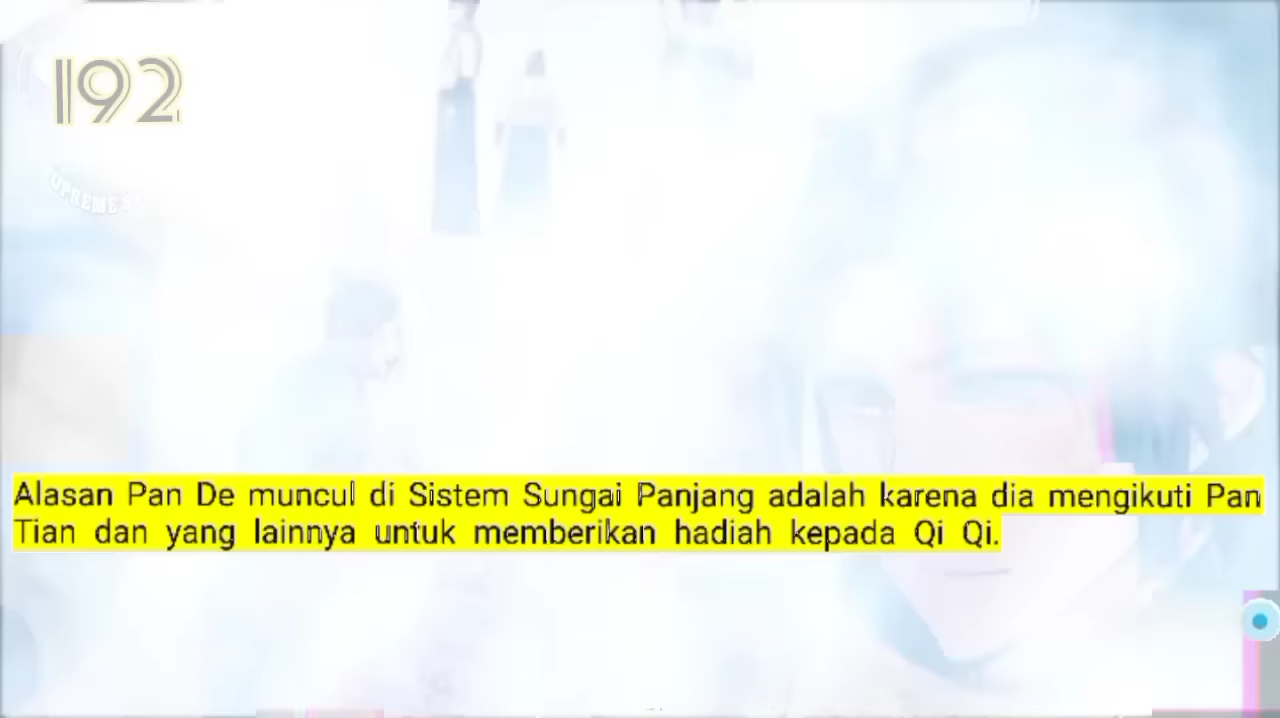 192
UPREME S
Alasan Pan De muncul di Sistem Sungai Panjang adalah karena dia mengikuti Pan
Tian dan yang lainnya untuk memberikan hadiah kepada Qi Qi.